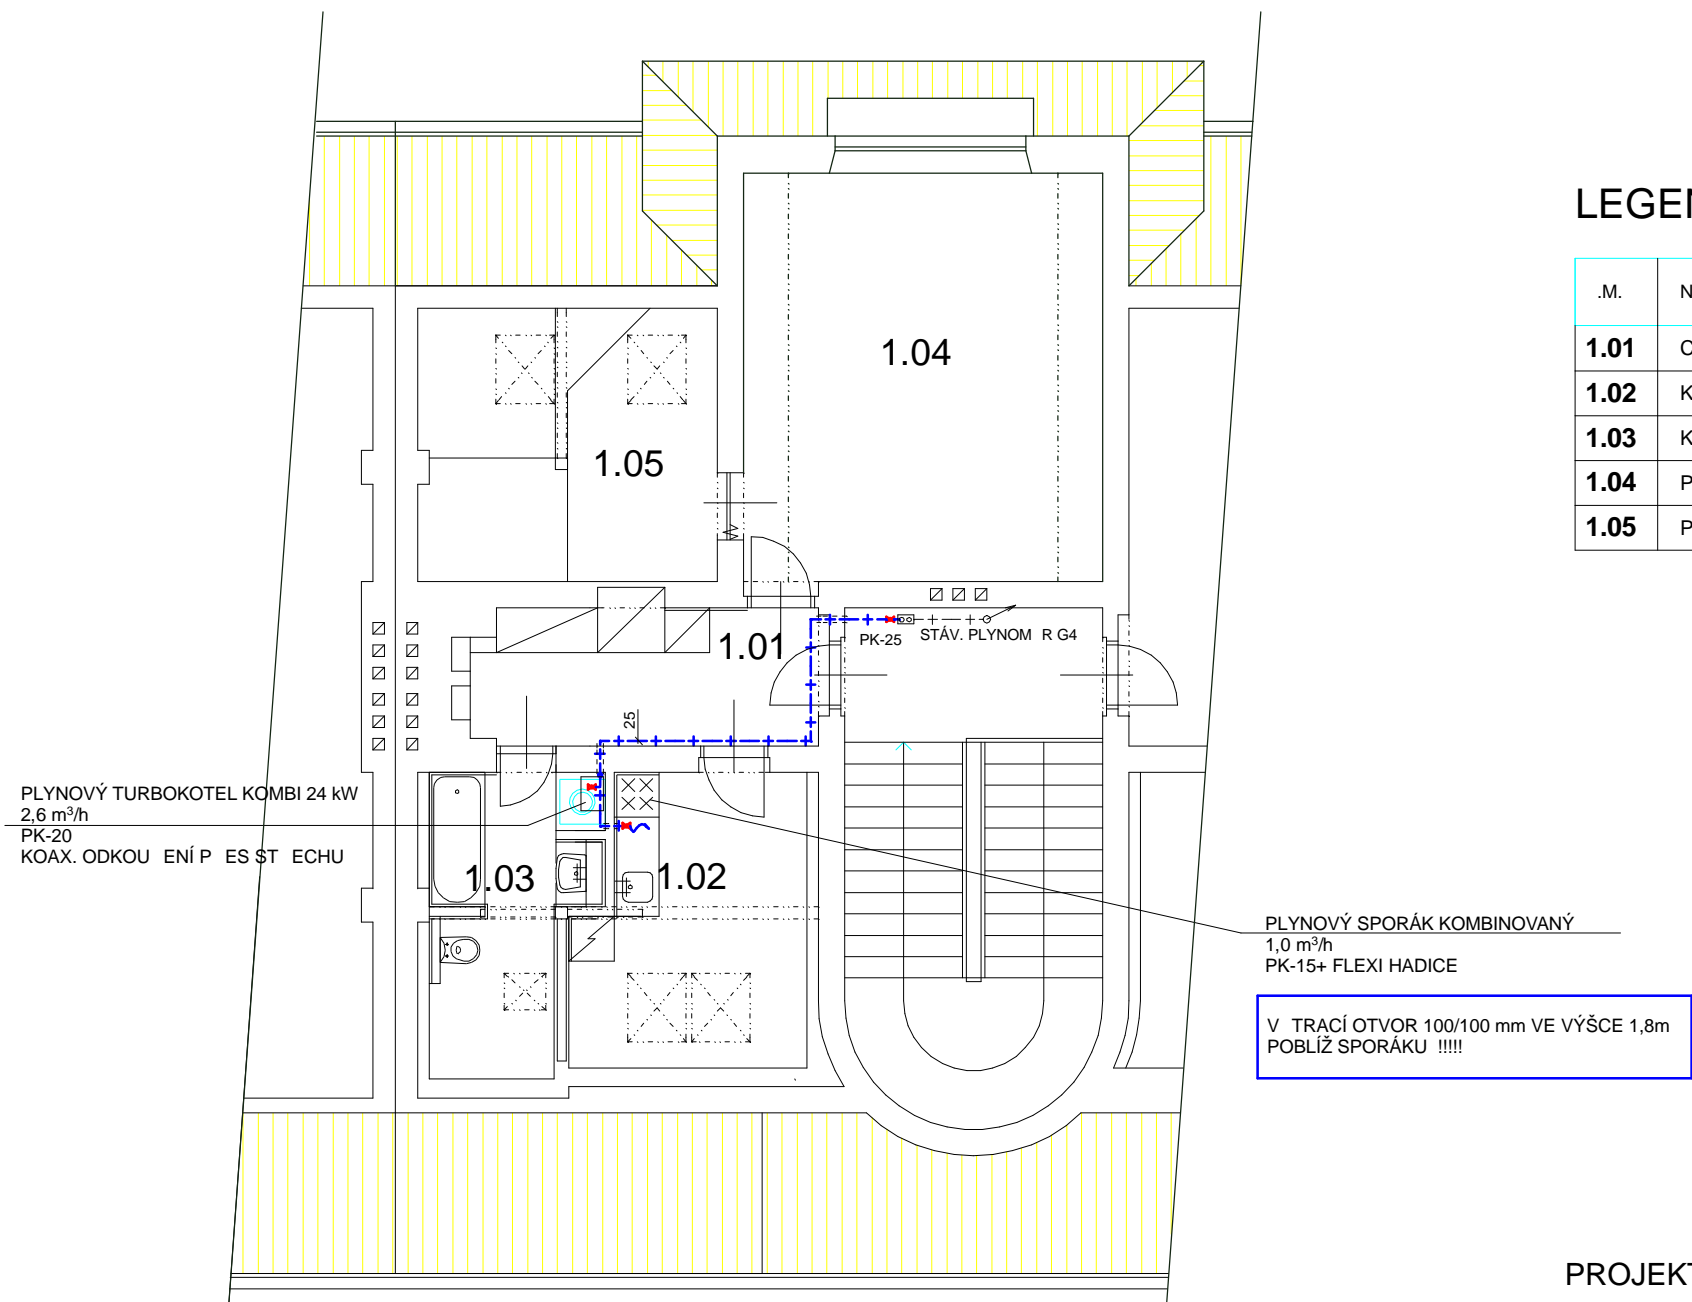 LEGEN
.M.
N
1.01
O
1.02
K
1.03
K
1.04
P
1.05
P
1.04
1.05
1.01
PK-25
STÁV. PLYNOM R G4
25
PLYNOVÝ TURBOKOTEL KOMBI 24 kW
2,6 m³/h
PK-20
KOAX. ODKOU ENÍ P ES ST ECHU
1.03
1.02
PLYNOVÝ SPORÁK KOMBINOVANÝ
1,0 m³/h
PK-15+ FLEXI HADICE
V TRACÍ OTVOR 100/100 mm VE VÝŠCE 1,8m
POBLÍŽ SPORÁKU !!!!!
PROJEKT